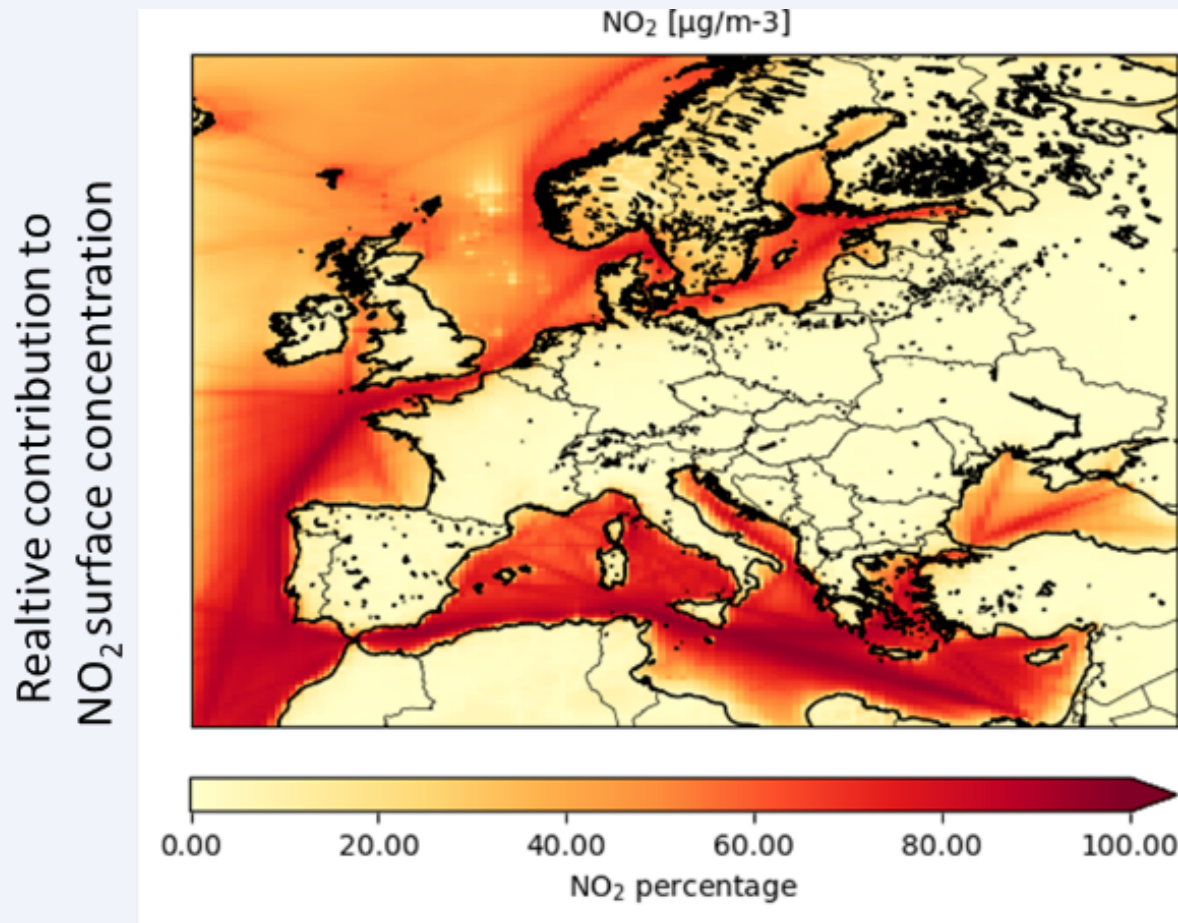 NO₂ [µg/m-3]
Realtive contribution to
NO₂ surface concentration
0.00 20.00 40.00 60.00 80.00 100.00
NO₂ percentage